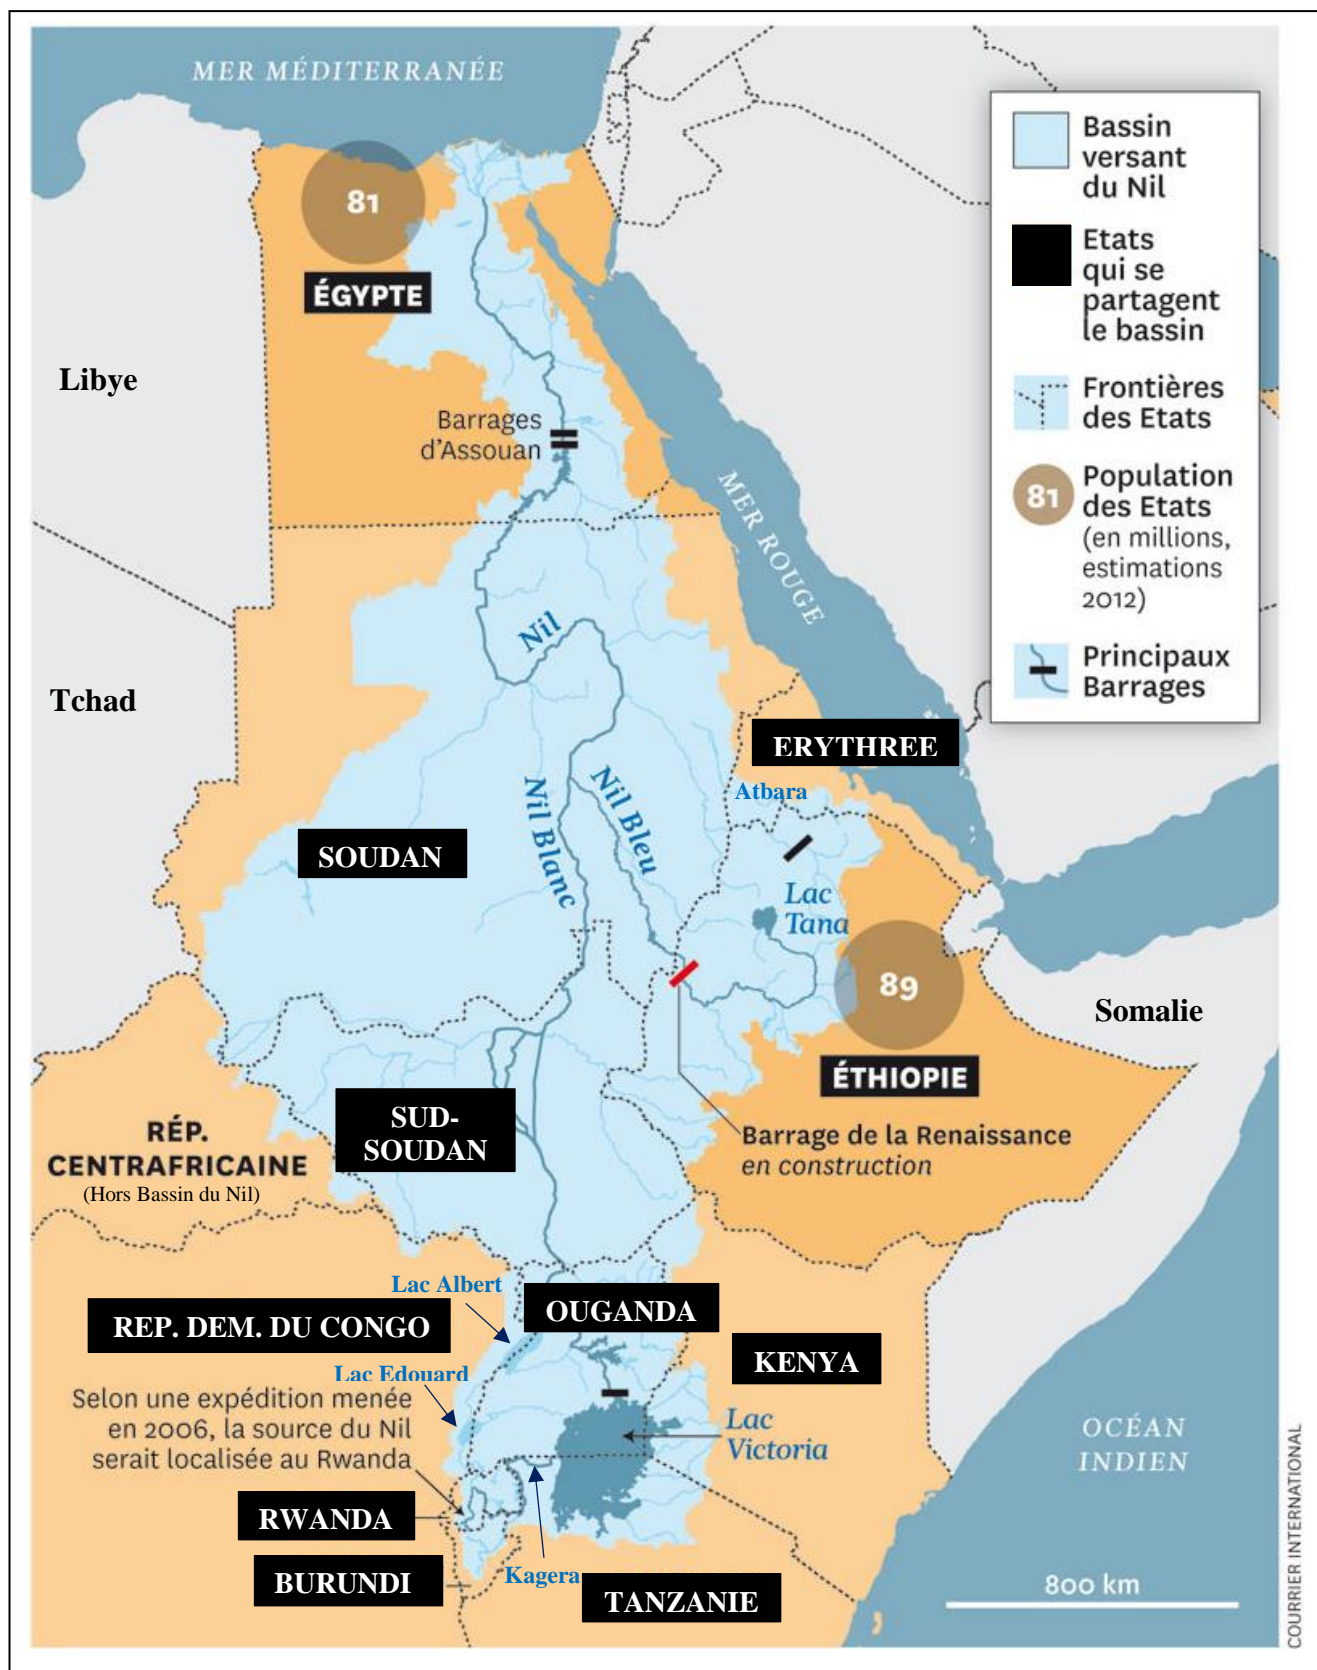 MER MÉDITERRANÉE
81
ÉGYPTE
Libye
Barrages
d'Assouan
MER ROUGE
Nil
Tchad
ERYTHREE
Atbara
Nil Blanc
Nil Bleu
SOUDAN
Lac
Tana
89
Somalie
ÉTHIOPIE
SUD-
SOUDAN
Barrage de la Renaissance
en construction
RÉP.
CENTRAFRICAINE
(Hors Bassin du Nil)
Lac Albert
OUGANDA
REP. DEM. DU CONGO
KENYA
Lac Edouard
Selon une expédition menée
en 2006, la source du Nil
serait localisée au Rwanda
Lac
Victoria
OCÉAN
INDIEN
RWANDA
BURUNDI
Kagera
TANZANIE
800 km
COURRIER INTERNATIONAL
Bassin
versant
du Nil
Etats
qui se
partagent
le bassin
Frontières
des Etats
81
Population
des Etats
(en millions,
estimations
2012)
Principaux
Barrages